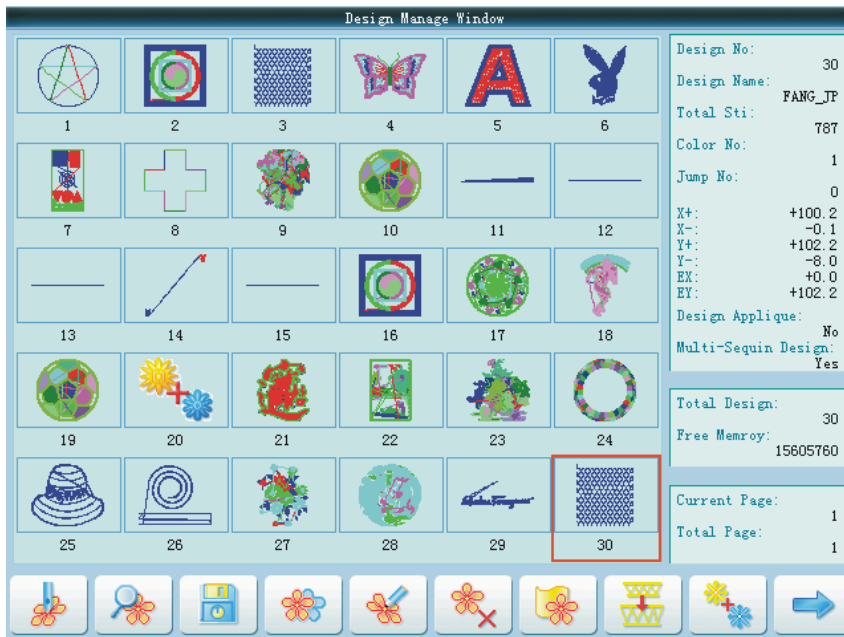 Design Manage Window
1 2 3 4 5 6
7 8 9 10 11 12
13 14 15 16 17 18
19 20 21 22 23 24
25 26 27 28 29 30
Design No:
30
Design Name:
FANG_JP
Total Sti:
787
Color No:
1
Jump No:
0
X+: +100.2
X-: -0.1
Y+: +102.2
Y-: -8.0
EX: +0.0
EY: +102.2
Design Applique:
No
Multi-Sequin Design:
Yes
Total Design:
30
Free Memroy:
15605760
Current Page:
1
Total Page:
1